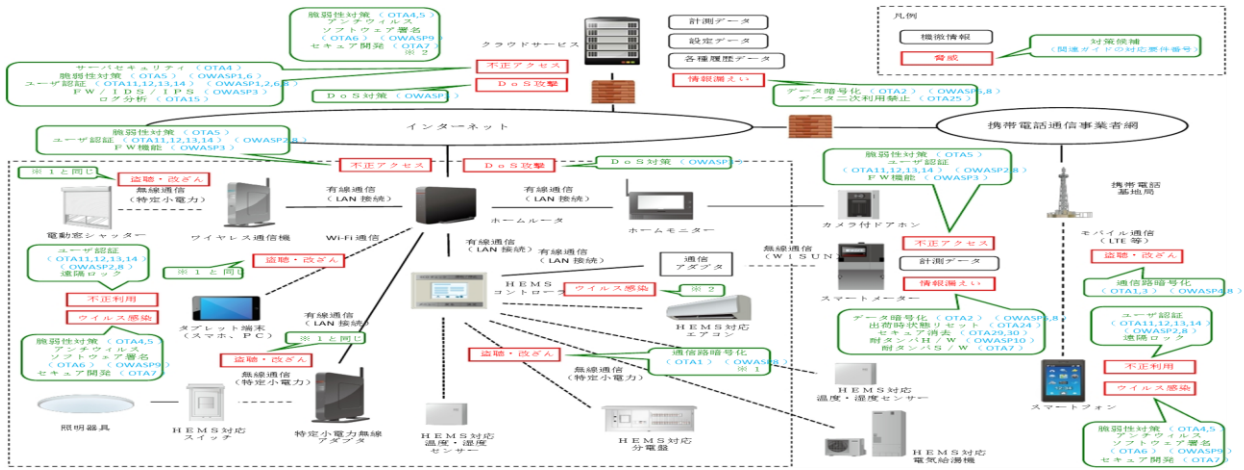 脆弱性対策（OTA4,5）
アンチウィルス
ソフトウェア署名
（OTA6）（OWASP9）
セキュア開発（OTA7）
※２
クラウドサービス
計測データ
設定データ
各種履歴データ
情報漏えい
凡例
機微情報
脅威
対策候補
（関連ガイドの対応要件番号）
サーバセキュリティ（OTA4）
脆弱性対策（OTA5）（OWASP1,6）
ユーザ認証（OTA11,12,13,14）（OWASP1,2,6,8）
FW/IDS/IPS（OWASP3）
ログ分析（OTA15）
不正アクセス
DoS攻撃
DoS対策（OWASP3）
データ暗号化（OTA2）（OWASP5,8）
データ二次利用禁止（OTA25）
インターネット
携帯電話通信事業者網
脆弱性対策（OTA5）
ユーザ認証（OTA11,12,13,14）（OWASP2,8）
FW機能（OWASP3）
不正アクセス
DoS攻撃
DoS対策（OWASP3）
※１と同じ
盗聴・改ざん
無線通信
（特定小電力）
電動窓シャッター
ワイヤレス通信機
有線通信
（LAN接続）
ホームルータ
有線通信
（LAN接続）
ホームモニター
カメラ付ドアホン
脆弱性対策（OTA5）
ユーザ認証
（OTA11,12,13,14）（OWASP2,8）
FW機能（OWASP3）
携帯電話
基地局
ユーザ認証
（OTA11,12,13,14）
（OWASP2,8）
遠隔ロック
不正利用
ウイルス感染
Wi-Fi通信
※１と同じ
盗聴・改ざん
タブレット端末
（スマホ、PC）
有線通信
（LAN接続）
HEMS
コントローラ
有線通信
（LAN接続）
通信
アダプタ
ウイルス感染
※２
HEMS対応
エアコン
無線通信
（WiSUN）
スマートメーター
不正アクセス
計測データ
情報漏えい
データ暗号化（OTA2）（OWASP5,8）
出荷時状態リセット（OTA24）
セキュア消去（OTA29,30）
耐タンパH/W（OWASP10）
耐タンパS/W（OTA7）
モバイル通信
（LTE等）
盗聴・改ざん
通信路暗号化
（OTA1,3）（OWASP4,8）
ユーザ認証
（OTA11,12,13,14）
（OWASP2,8）
遠隔ロック
不正利用
ウイルス感染
スマートフォン
脆弱性対策（OTA4,5）
アンチウィルス
ソフトウェア署名
（OTA6）（OWASP9）
セキュア開発（OTA7）
脆弱性対策（OTA4,5）
アンチウィルス
ソフトウェア署名
（OTA6）（OWASP9）
セキュア開発（OTA7）
有線通信
（LAN接続）
※１と同じ
盗聴・改ざん
無線通信
（特定小電力）
盗聴・改ざん
通信路暗号化
（OTA1）（OWASP8）
※１
無線通信
（特定小電力）
照明器具
HEMS対応
スイッチ
特定小電力無線
アダプタ
HEMS対応
温度・湿度
センサー
HEMS対応
分電盤
HEMS対応
温度・湿度センサー
HEMS対応
電気給湯機